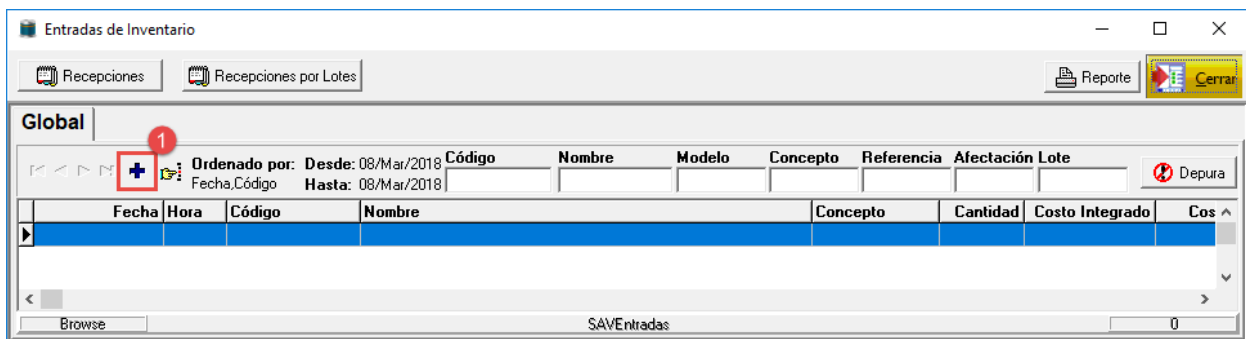 Entradas de Inventario
Recepciones Recepciones por Lotes Reporte Cerrar
Global
1
Ordenado por: Desde: 08/Mar/2018 Código Nombre Modelo Concepto Referencia Afectación Lote
Fecha,Código Hasta: 08/Mar/2018 Depura
Fecha Hora Código Nombre Concepto Cantidad Costo Integrado Cos
Browse SAVEntradas 0